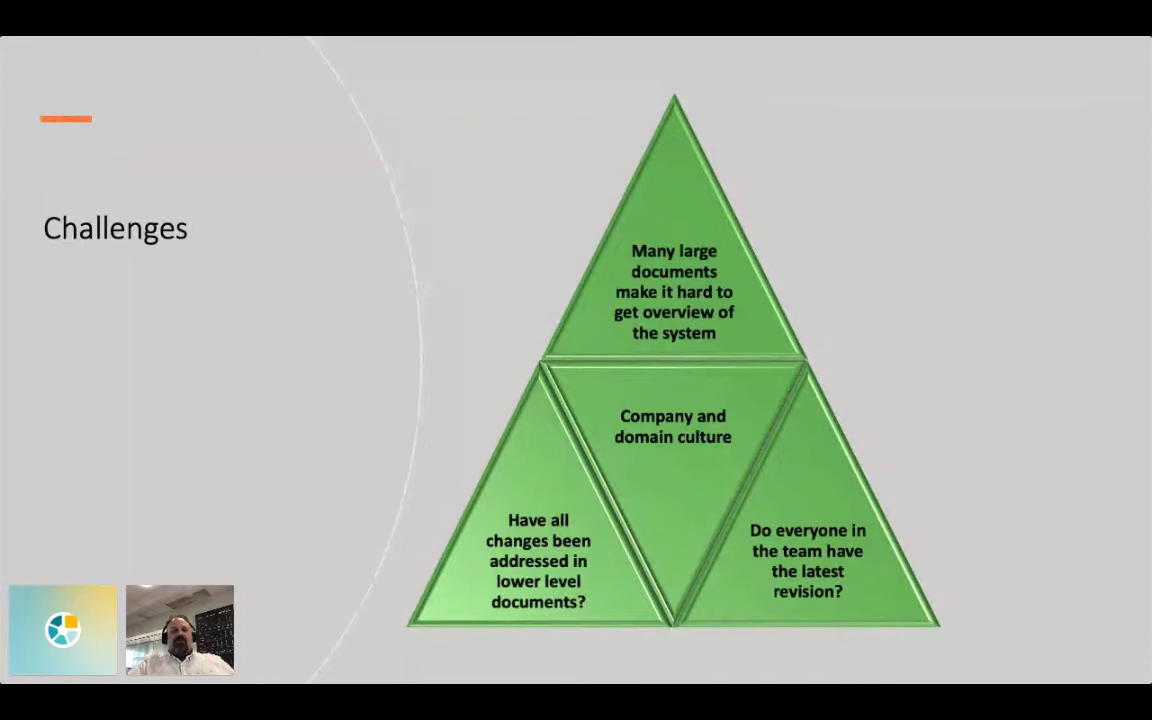 Challenges
Many large
documents
make it hard to
get overview of
the system
Company and
domain culture
Have all
changes been
addressed in
lower level
documents?
Do everyone in
the team have
the latest
revision?